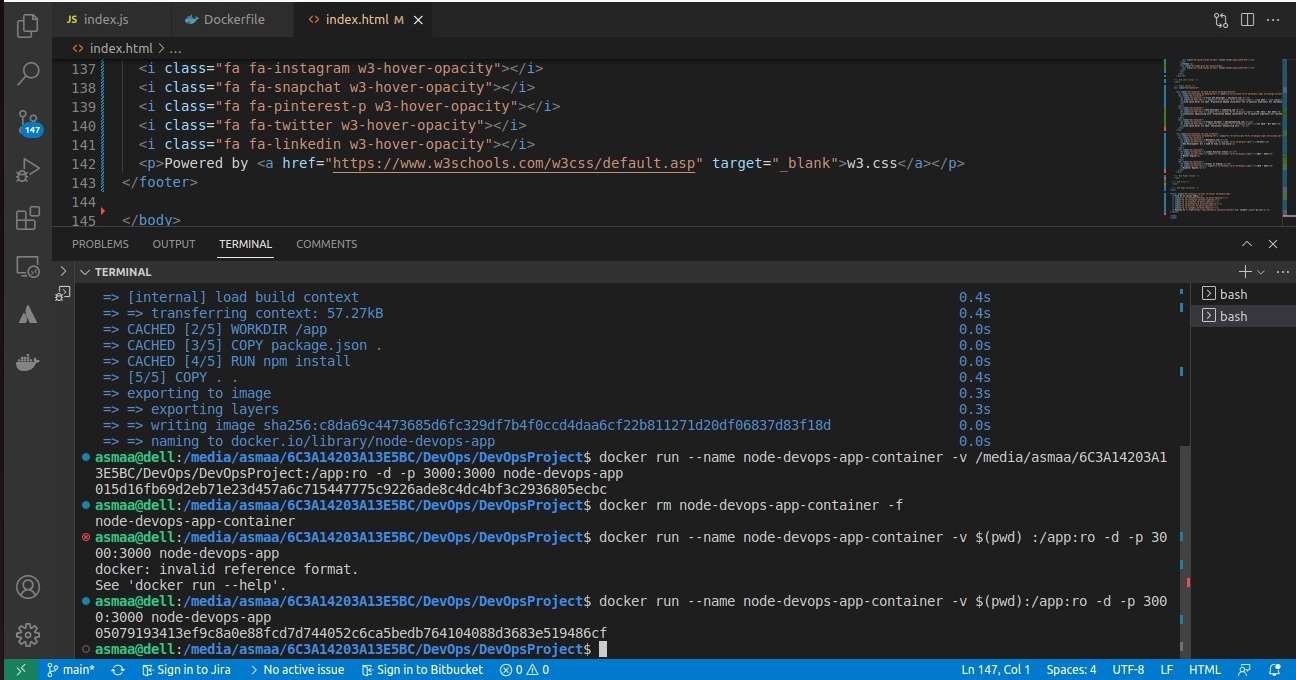 JS index.js
Dockerfile
<> index.html M
<> index.html > ...
137 <i class="fa fa-instagram w3-hover-opacity"></i>
138 <i class="fa fa-snapchat w3-hover-opacity"></i>
139 <i class="fa fa-pinterest-p w3-hover-opacity"></i>
140 <i class="fa fa-twitter w3-hover-opacity"></i>
141 <i class="fa fa-linkedin w3-hover-opacity"></i>
142 <p>Powered by <a href="https://www.w3schools.com/w3css/default.asp" target="_blank">w3.css</a></p>
143 </footer>
144
145 </body>
147
PROBLEMS OUTPUT TERMINAL COMMENTS
TERMINAL
=> [internal] load build context 0.4s
=> => transferring context: 57.27kB 0.4s
=> CACHED [2/5] WORKDIR /app 0.0s
=> CACHED [3/5] COPY package.json . 0.0s
=> CACHED [4/5] RUN npm install 0.0s
=> [5/5] COPY . . 0.4s
=> exporting to image 0.3s
=> => exporting layers 0.3s
=> => writing image sha256:c8da69c4473685d6fc329df7b4f0ccd4daa6cf22b811271d20df06837d83f18d 0.0s
=> => naming to docker.io/library/node-devops-app 0.0s
asmaa@dell:/media/asmaa/6C3A14203A13E5BC/DevOps/DevOpsProject$ docker run --name node-devops-app-container -v /media/asmaa/6C3A14203A1
3E5BC/DevOps/DevOpsProject:/app:ro -d -p 3000:3000 node-devops-app
015d16fb69d2eb71e23d457a6c715447775c9226ade8c4dc4bf3c2936805ecbc
asmaa@dell:/media/asmaa/6C3A14203A13E5BC/DevOps/DevOpsProject$ docker rm node-devops-app-container -f
node-devops-app-container
asmaa@dell:/media/asmaa/6C3A14203A13E5BC/DevOps/DevOpsProject$ docker run --name node-devops-app-container -v $(pwd) :/app:ro -d -p 30
00:3000 node-devops-app
docker: invalid reference format.
See 'docker run --help'.
asmaa@dell:/media/asmaa/6C3A14203A13E5BC/DevOps/DevOpsProject$ docker run --name node-devops-app-container -v $(pwd):/app:ro -d -p 300
0:3000 node-devops-app
05079193413ef9c8a0e88fcd7d744052c6ca5bedb764104088d3683e519486cf
asmaa@dell:/media/asmaa/6C3A14203A13E5BC/DevOps/DevOpsProject$
bash
bash
main* Sign in to Jira > No active issue Sign in to Bitbucket 0 0 Ln 147, Col 1 Spaces: 4 UTF-8 LF HTML